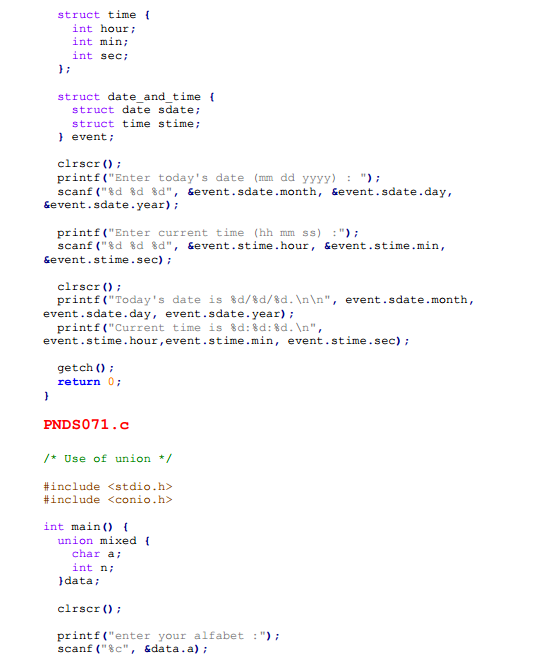 struct time {
int hour;
int min;
int sec;
};
struct date_and_time {
struct date sdate;
struct time stime;
} event;
clrscr();
printf("Enter today's date (mm dd yyyy) : ");
scanf("%d %d %d", &event.sdate.month, &event.sdate.day,
&event.sdate.year);
printf("Enter current time (hh mm ss) :");
scanf("%d %d %d", &event.stime.hour, &event.stime.min,
&event.stime.sec);
clrscr();
printf("Today's date is %d/%d/%d.\n\n", event.sdate.month,
event.sdate.day, event.sdate.year);
printf("Current time is %d:%d:%d.\n",
event.stime.hour,event.stime.min, event.stime.sec);
getch();
return 0;
}
PNDS071.c
/* Use of union */
#include <stdio.h>
#include <conio.h>
int main() {
union mixed {
char a;
int n;
}data;
clrscr();
printf("enter your alfabet :");
scanf("%c", &data.a);